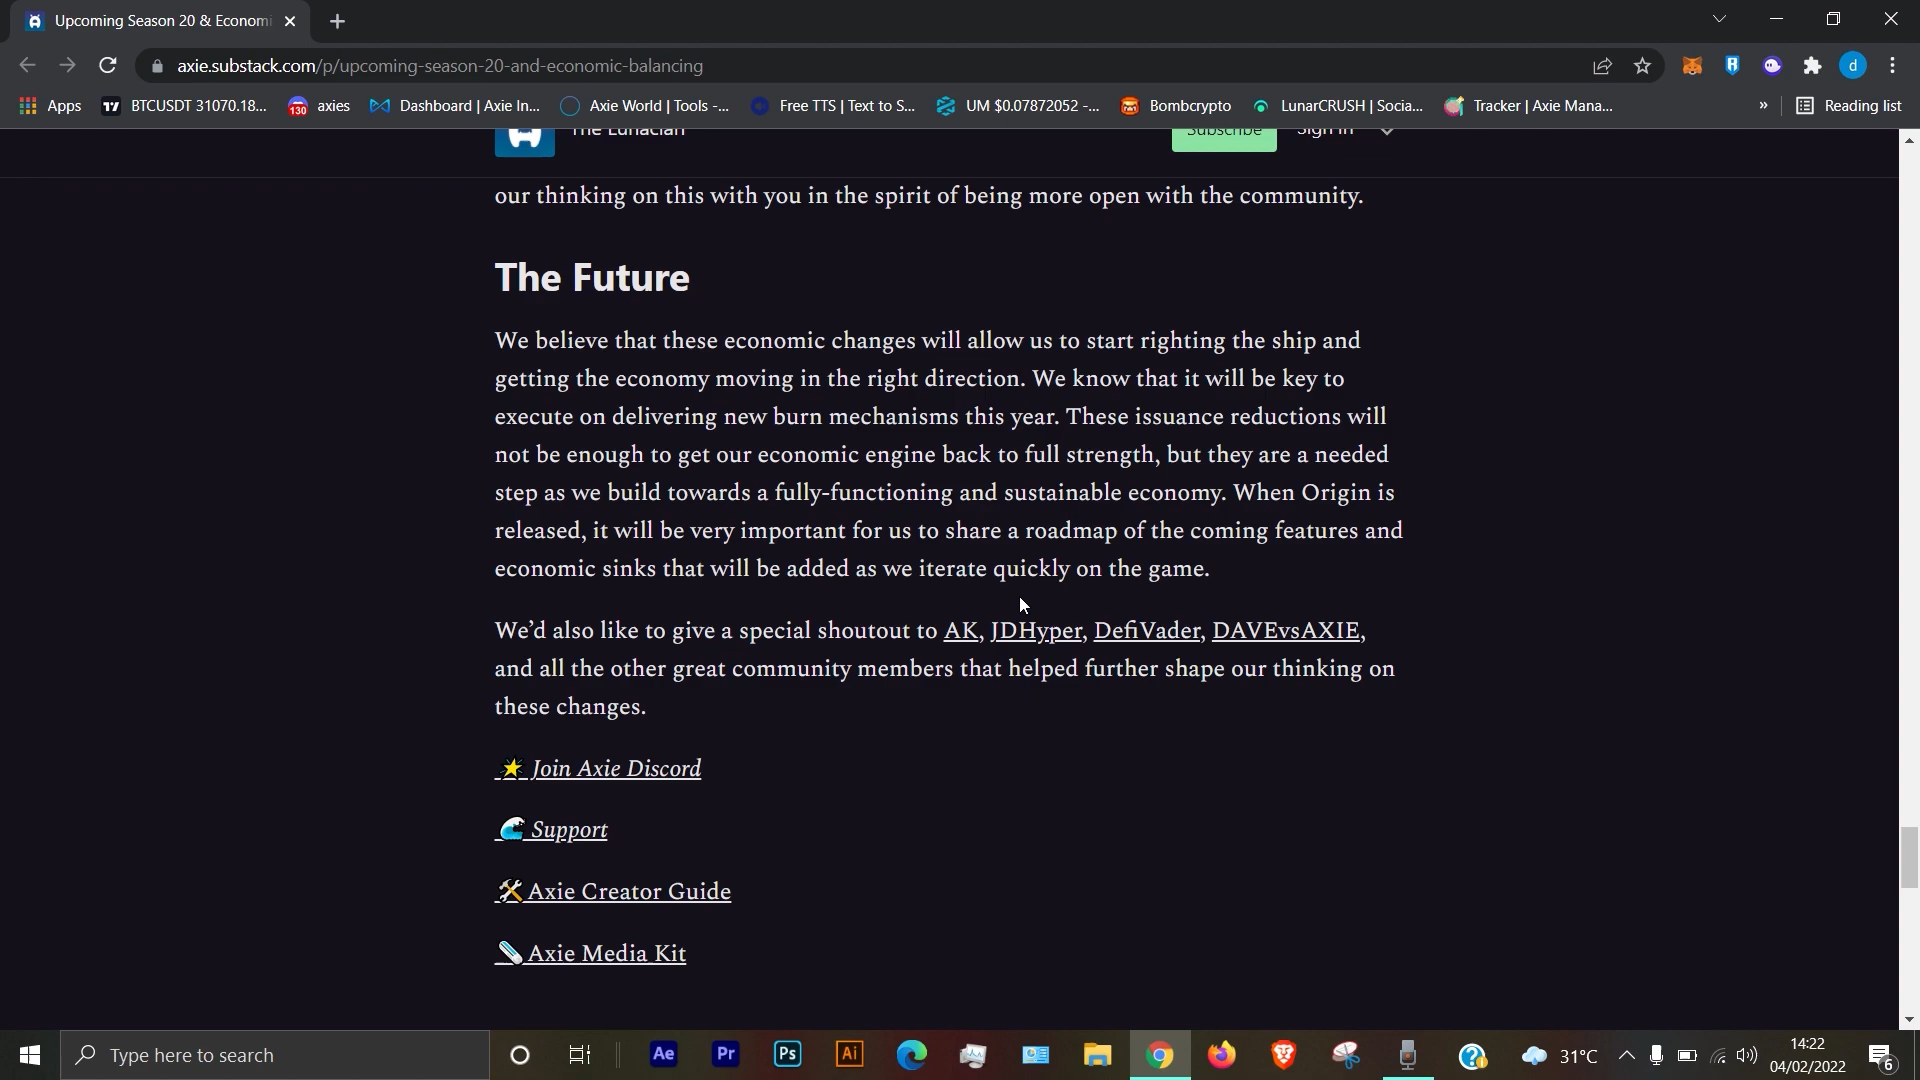 Upcoming Season 20 & Economi
axie.substack.com/p/upcoming-season-20-and-economic-balancing
d
Apps
BTCUSDT 31070.18...
130
axies
Dashboard | Axie In...
Axie World | Tools -...
Free TTS | Text to S...
UM $0.07872052 -...
Bombcrypto
LunarCRUSH | Socia...
Tracker | Axie Mana...
»
Reading list
The Lunacian
Subscribe
Sign in
our thinking on this with you in the spirit of being more open with the community.
The Future
We believe that these economic changes will allow us to start righting the ship and
getting the economy moving in the right direction. We know that it will be key to
execute on delivering new burn mechanisms this year. These issuance reductions will
not be enough to get our economic engine back to full strength, but they are a needed
step as we build towards a fully-functioning and sustainable economy. When Origin is
released, it will be very important for us to share a roadmap of the coming features and
economic sinks that will be added as we iterate quickly on the game.
We’d also like to give a special shoutout to AK, JDHyper, DefiVader, DAVEvsAXIE,
and all the other great community members that helped further shape our thinking on
these changes.
Join Axie Discord
Support
Axie Creator Guide
Axie Media Kit
Type here to search
Ae
Pr
Ps
Ai
31°C
14:22
04/02/2022
6